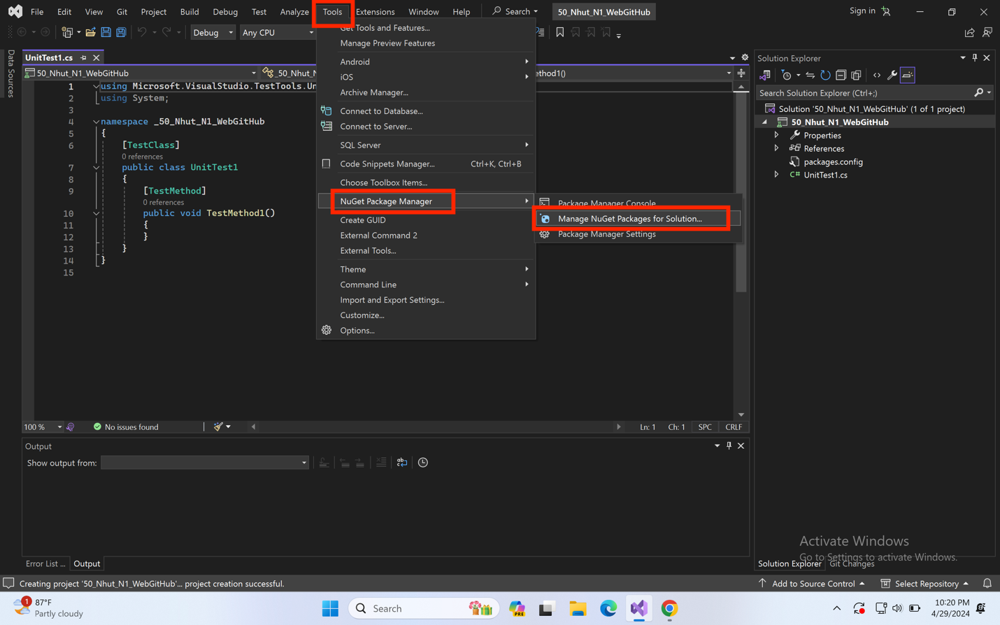 File Edit View Git Project Build Debug Test Analyze Tools Extensions Window Help Search 50_Nhut_N1_WebGitHub Sign in
Debug Any CPU
Data Sources
UnitTest1.cs
50_Nhut_N1_WebGitHub _50_Nhut_N ethod1()
1 using Microsoft.VisualStudio.TestTools.Un
2 using System;
3
4 namespace _50_Nhut_N1_WebGitHub
5 {
6 [TestClass]
0 references
7 public class UnitTest1
8 {
9 [TestMethod]
0 references
10 public void TestMethod1()
11 {
12 }
13 }
14 }
15
Get Tools and Features...
Manage Preview Features
Android
iOS
Archive Manager...
Connect to Database...
Connect to Server...
SQL Server
Code Snippets Manager... Ctrl+K, Ctrl+B
Choose Toolbox Items...
NuGet Package Manager
Create GUID
External Command 2
External Tools...
Theme
Command Line
Import and Export Settings...
Customize...
Options...
Package Manager Console
Manage NuGet Packages for Solution...
Package Manager Settings
Solution Explorer
Search Solution Explorer (Ctrl+;)
Solution '50_Nhut_N1_WebGitHub' (1 of 1 project)
50_Nhut_N1_WebGitHub
Properties
References
packages.config
C# UnitTest1.cs
100 % No issues found Ln: 1 Ch: 1 SPC CRLF
Output
Show output from:
Error List ... Output
Activate Windows
Go to Settings to activate Windows.
Solution Explorer Git Changes
Creating project '50_Nhut_N1_WebGitHub'... project creation successful. Add to Source Control Select Repository
1 87°F
Partly cloudy
Search
PRE
10:20 PM
4/29/2024